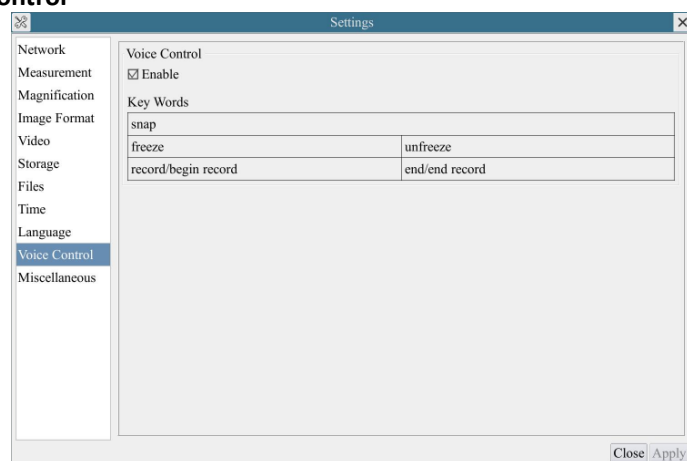 ontrol
Settings
Network
Measurement
Magnification
Image Format
Video
Storage
Files
Time
Language
Voice Control
Miscellaneous
Voice Control
Enable
Key Words
snap
freeze unfreeze
record/begin record end/end record
Close Apply